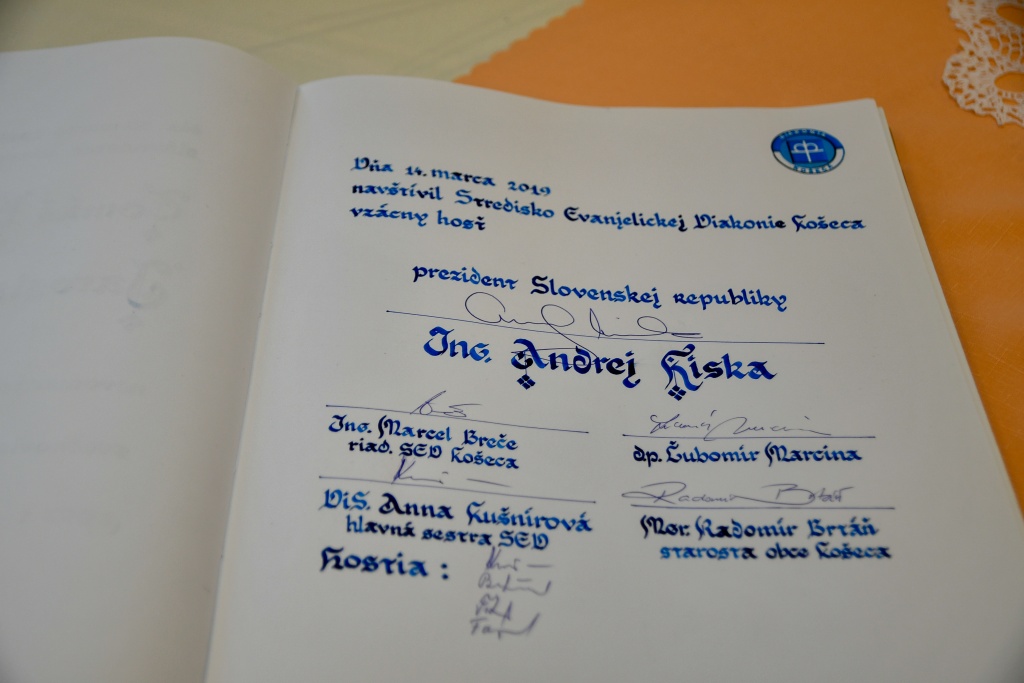 Dňa 14. marca 2019
navštívil Stredisko Evanjelickej Diakonie Košeca
vzácny hosť
prezident Slovenskej republiky
Ing. Andrej Kiska
Ing. Marcel Breče
riad. SED Košeca
dp. Ľubomír Marcina
Radomír Brtáň
DiS. Anna Kušnírová
hlavná sestra SED
Mgr. Radomír Brtáň
starosta obce Košeca
Hostia :